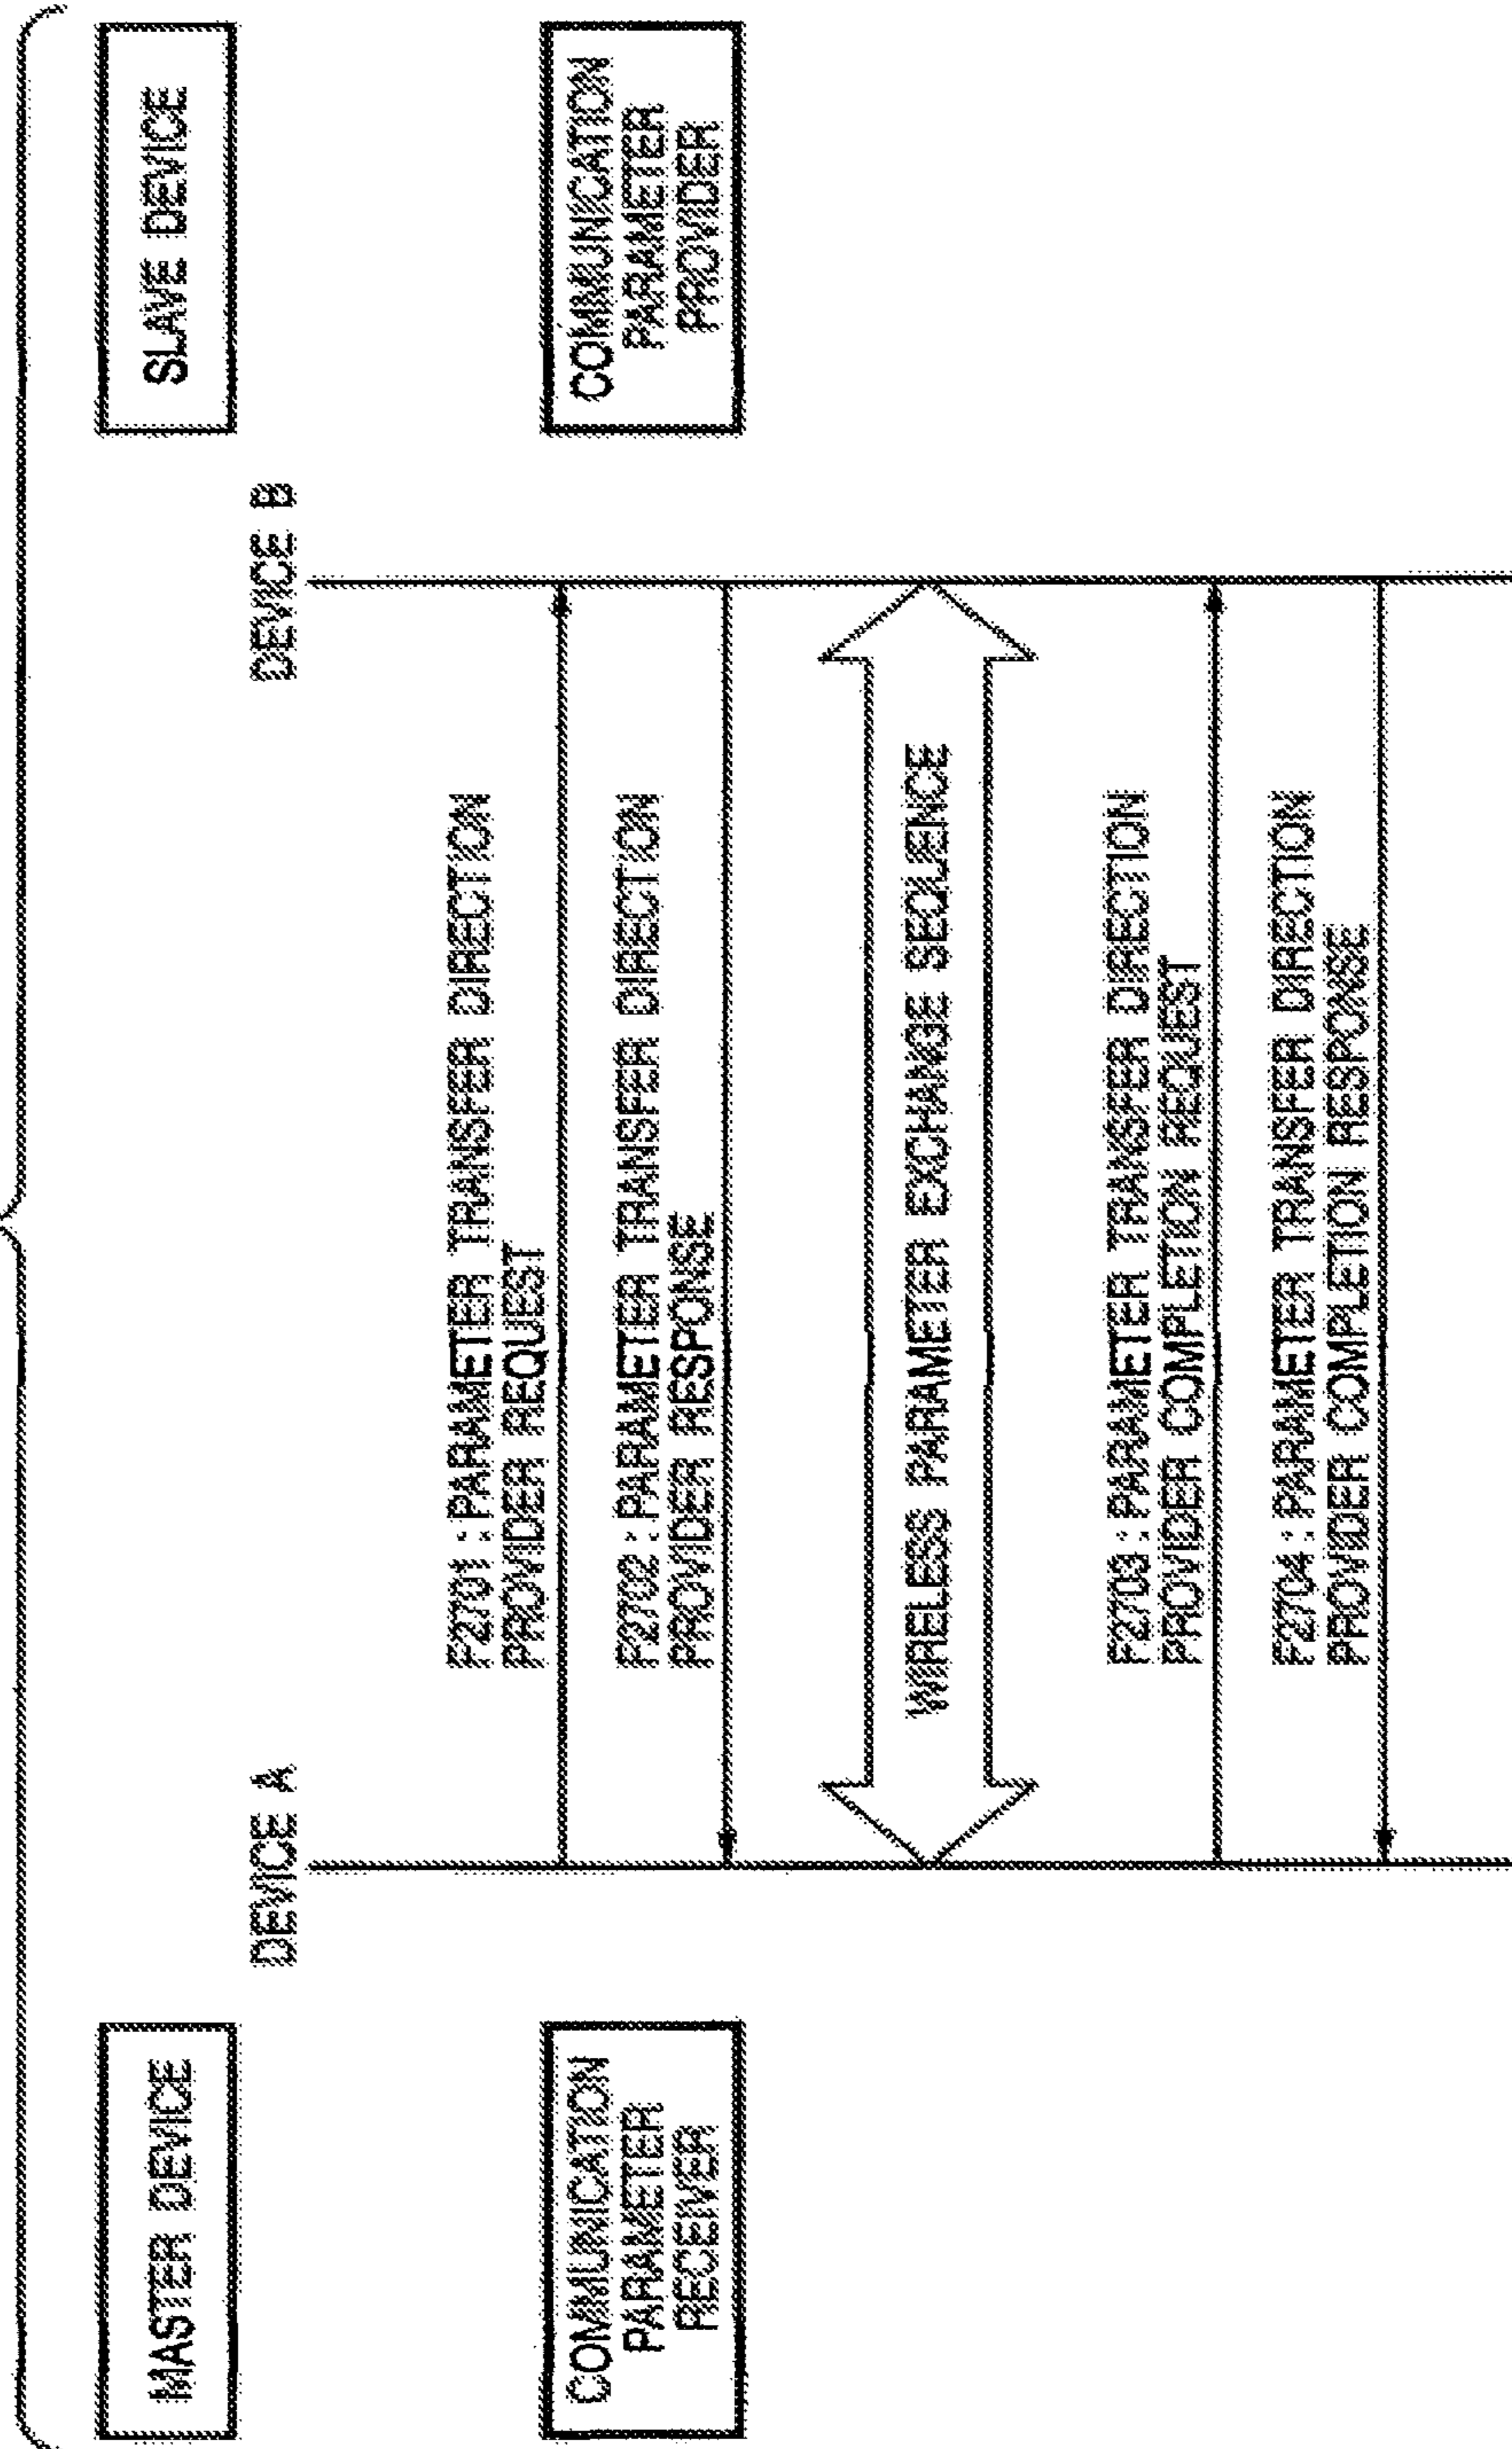 MASTER DEVICE
SLAVE DEVICE
DEVICE A
DEVICE B
COMMUNICATION
PARAMETER
RECEIVER
COMMUNICATION
PARAMETER
PROVIDER
F2701 : PARAMETER TRANSFER DIRECTION
PROVIDER REQUEST
F2702 : PARAMETER TRANSFER DIRECTION
PROVIDER RESPONSE
WIRELESS PARAMETER EXCHANGE SEQUENCE
F2703 : PARAMETER TRANSFER DIRECTION
PROVIDER COMPLETION REQUEST
F2704 : PARAMETER TRANSFER DIRECTION
PROVIDER COMPLETION RESPONSE